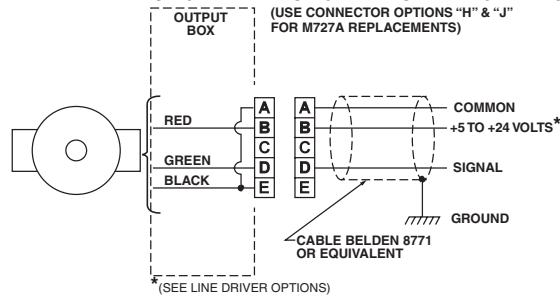 OUTPUT
BOX
(USE CONNECTOR OPTIONS “H” & “J”
FOR M727A REPLACEMENTS)
A A COMMON
RED B B +5 TO +24 VOLTS*
C C
GREEN D D SIGNAL
BLACK E E
GROUND
CABLE BELDEN 8771
OR EQUIVALENT
*(SEE LINE DRIVER OPTIONS)